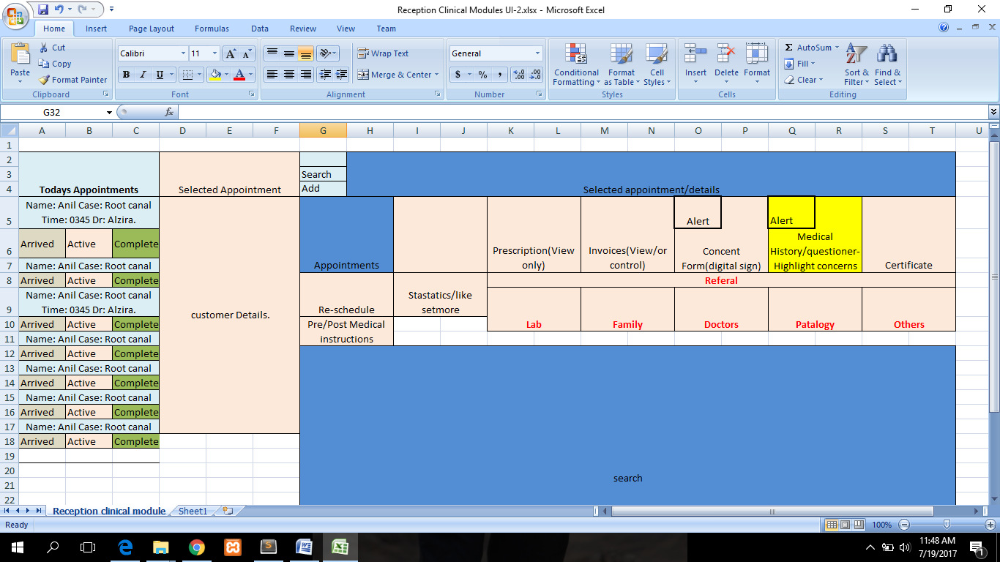 Reception Clinical Modules UI-2.xlsx - Microsoft Excel
Home Insert Page Layout Formulas Data Review View Team
Paste
Cut
Copy
Format Painter
Clipboard
Calibri 11
B I U
Font
Wrap Text
Merge & Center
Alignment
General
$ % ,
Number
Conditional Formatting
Format as Table
Cell Styles
Styles
Insert Delete Format
Cells
AutoSum
Fill
Clear
Sort & Filter
Find & Select
Editing
G32 fx
A B C D E F G H I J K L M N O P Q R S T U
1
2
3 Search
4 Todays Appointments Selected Appointment Add Selected appointment/details
Name: Anil Case: Root canal
5 Time: 0345 Dr: Alzira. Alert Alert
6 Arrived Active Complete
7 Name: Anil Case: Root canal
Appointments
Prescription(View
only)
Invoices(View/or
control)
Concent
Form(digital sign)
Medical
History/questioner-
Highlight concerns
Certificate
8 Arrived Active Complete Referal
Name: Anil Case: Root canal
9 Time: 0345 Dr: Alzira.
customer Details.
Re-schedule
Stastatics/like
setmore
10 Arrived Active Complete
Pre/Post Medical
instructions
Lab Family Doctors Patalogy Others
11 Name: Anil Case: Root canal
12 Arrived Active Complete
13 Name: Anil Case: Root canal
14 Arrived Active Complete
15 Name: Anil Case: Root canal
16 Arrived Active Complete
17 Name: Anil Case: Root canal
18 Arrived Active Complete
19
20
21 search
22
Reception clinical module Sheet1
Ready 100%
11:48 AM
7/19/2017
1